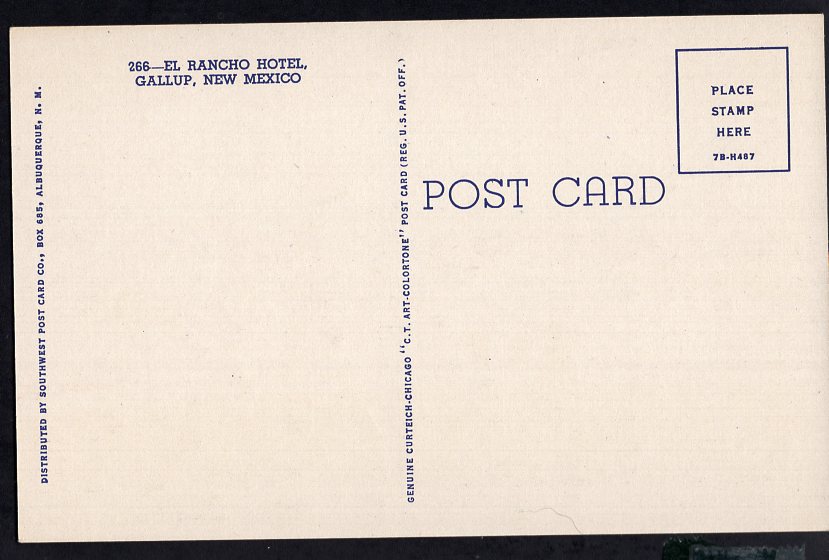 266—EL RANCHO HOTEL,
GALLUP, NEW MEXICO
DISTRIBUTED BY SOUTHWEST POST CARD CO., BOX 685, ALBUQUERQUE, N. M.
GENUINE CURTEICH-CHICAGO "C.T. ART-COLORTONE" POST CARD (REG. U.S. PAT. OFF.)
POST CARD
PLACE
STAMP
HERE
7B-H487